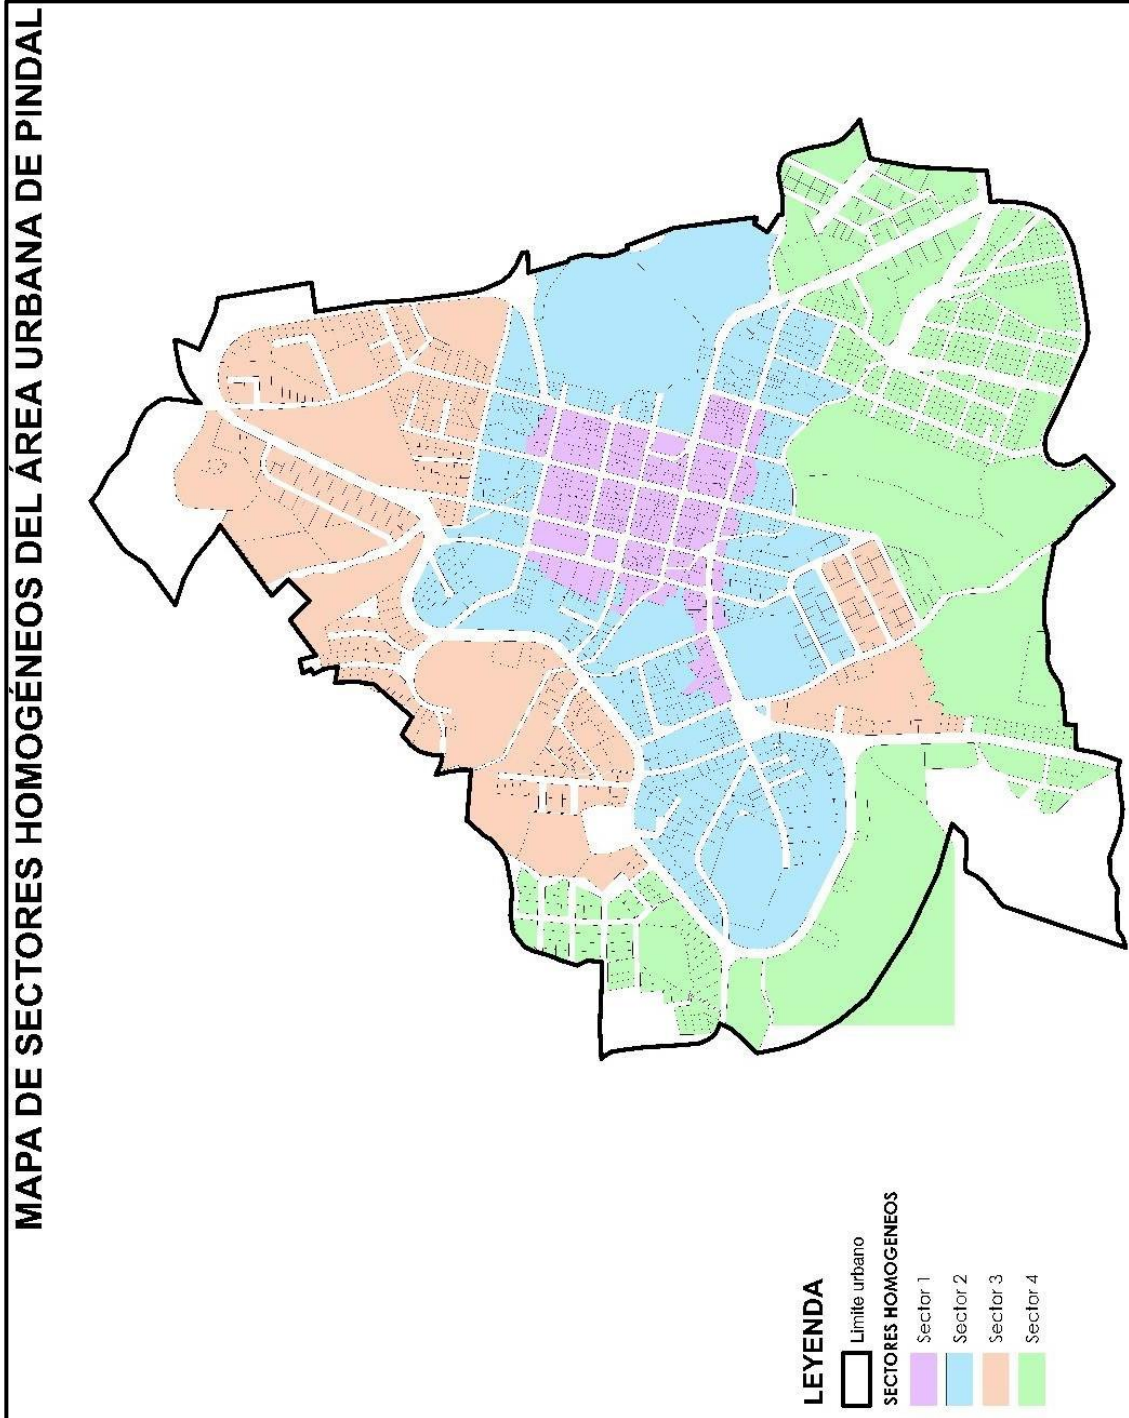 MAPA DE SECTORES HOMOGÉNEOS DEL ÁREA URBANA DE PINDAL
LEYENDA
Limite urbano
SECTORES HOMOGENEOS
Sector 1
Sector 2
Sector 3
Sector 4